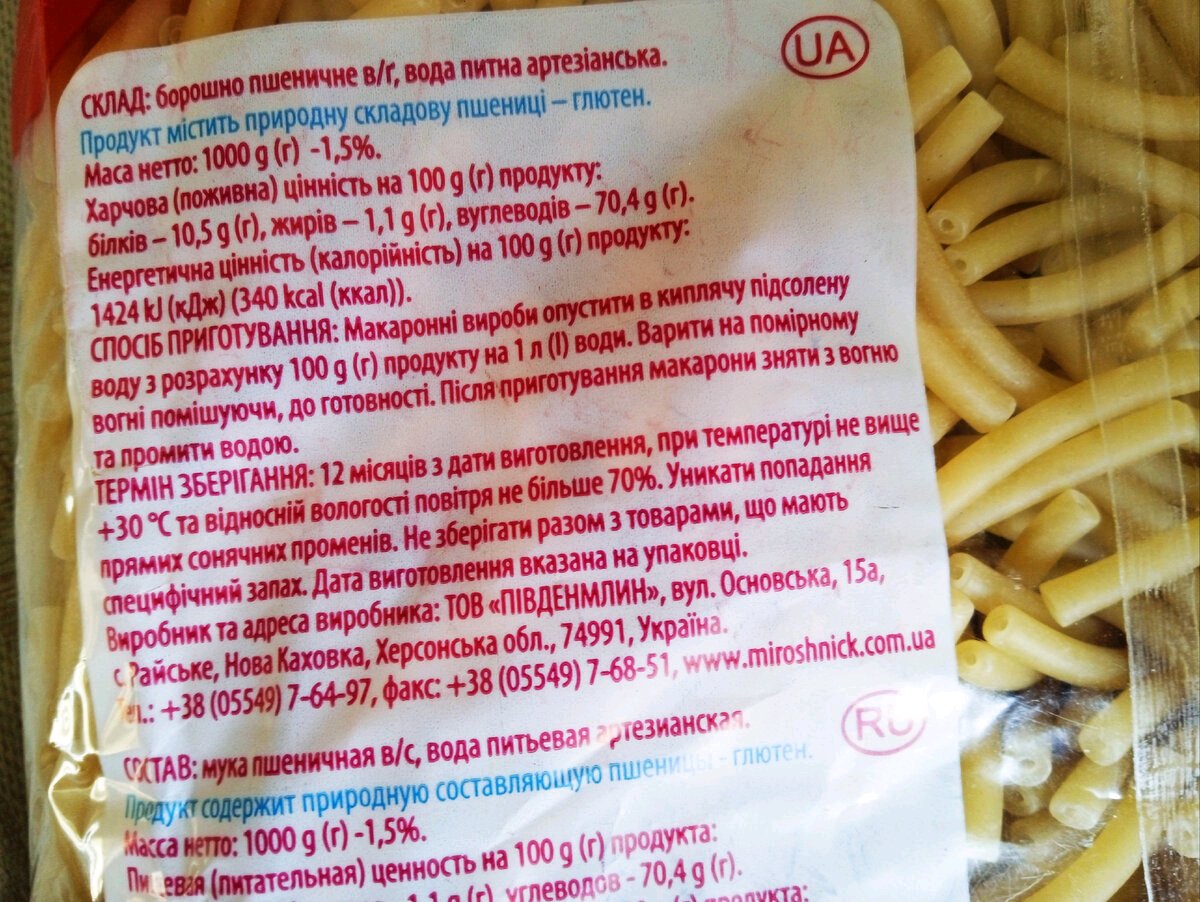 UA
СКЛАД: борошно пшеничне в/ґ, вода питна артезіанська.
Продукт містить природну складову пшениці – глютен.
Маса нетто: 1000 g (г) -1,5%.
Харчова (поживна) цінність на 100 g (г) продукту:
білків – 10,5 g (г), жирів – 1,1 g (г), вуглеводів – 70,4 g (г).
Енергетична цінність (калорійність) на 100 g (г) продукту:
1424 kJ (кДж) (340 kcal (ккал)).
СПОСІБ ПРИГОТУВАННЯ: Макаронні вироби опустити в киплячу підсолену
воду з розрахунку 100 g (г) продукту на 1 л (l) води. Варити на помірному
вогні помішуючи, до готовності. Після приготування макарони зняти з вогню
та промити водою.
ТЕРМІН ЗБЕРІГАННЯ: 12 місяців з дати виготовлення, при температурі не вище
+30 °C та відносній вологості повітря не більше 70%. Уникати попадання
прямих сонячних променів. Не зберігати разом з товарами, що мають
специфічний запах. Дата виготовлення вказана на упаковці.
Виробник та адреса виробника: ТОВ «ПІВДЕНМЛИН», вул. Основська, 15а,
с. Райське, Нова Каховка, Херсонська обл., 74991, Україна.
Тел.: +38 (05549) 7-64-97, факс: +38 (05549) 7-68-51, www.miroshnick.com.ua
RU
СОСТАВ: мука пшеничная в/с, вода питьевая артезианская.
Продукт содержит природную составляющую пшеницы - глютен.
Масса нетто: 1000 g (г) -1,5%.
Пищевая (питательная) ценность на 100 g (г) продукта:
1,1 g (г), углеводов - 70,4 g (г).
продукта: